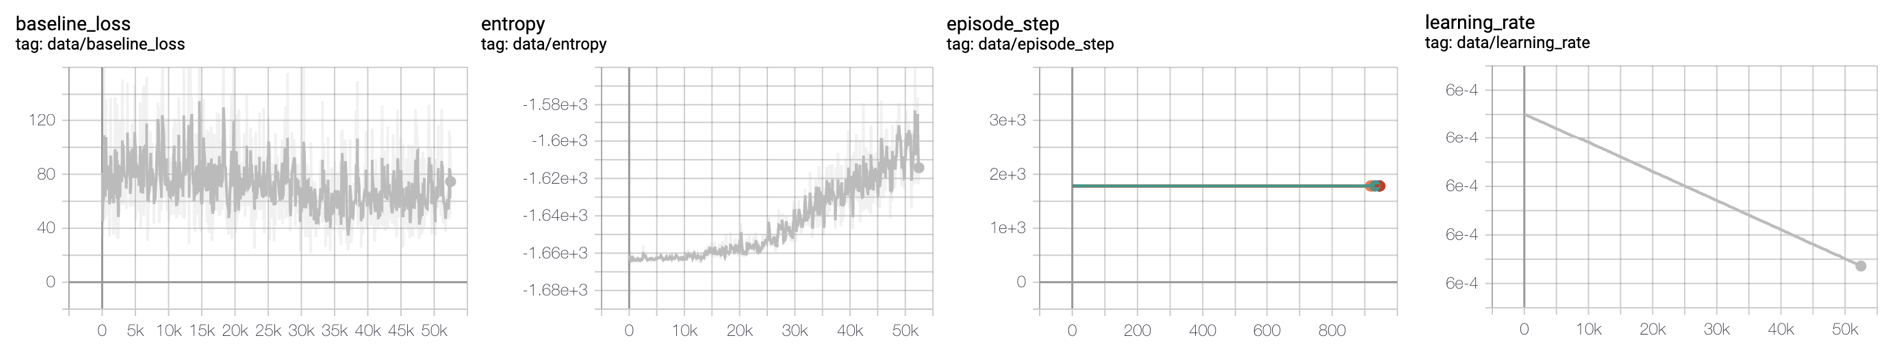 baseline_loss
tag: data/baseline_loss
120
80
40
0
0 5k 10k 15k 20k 25k 30k 35k 40k 45k 50k
entropy
tag: data/entropy
-1.58e+3
-1.6e+3
-1.62e+3
-1.64e+3
-1.66e+3
-1.68e+3
0 10k 20k 30k 40k 50k
episode_step
tag: data/episode_step
3e+3
2e+3
1e+3
0
0 200 400 600 800
learning_rate
tag: data/learning_rate
6e-4
6e-4
6e-4
6e-4
6e-4
0 10k 20k 30k 40k 50k